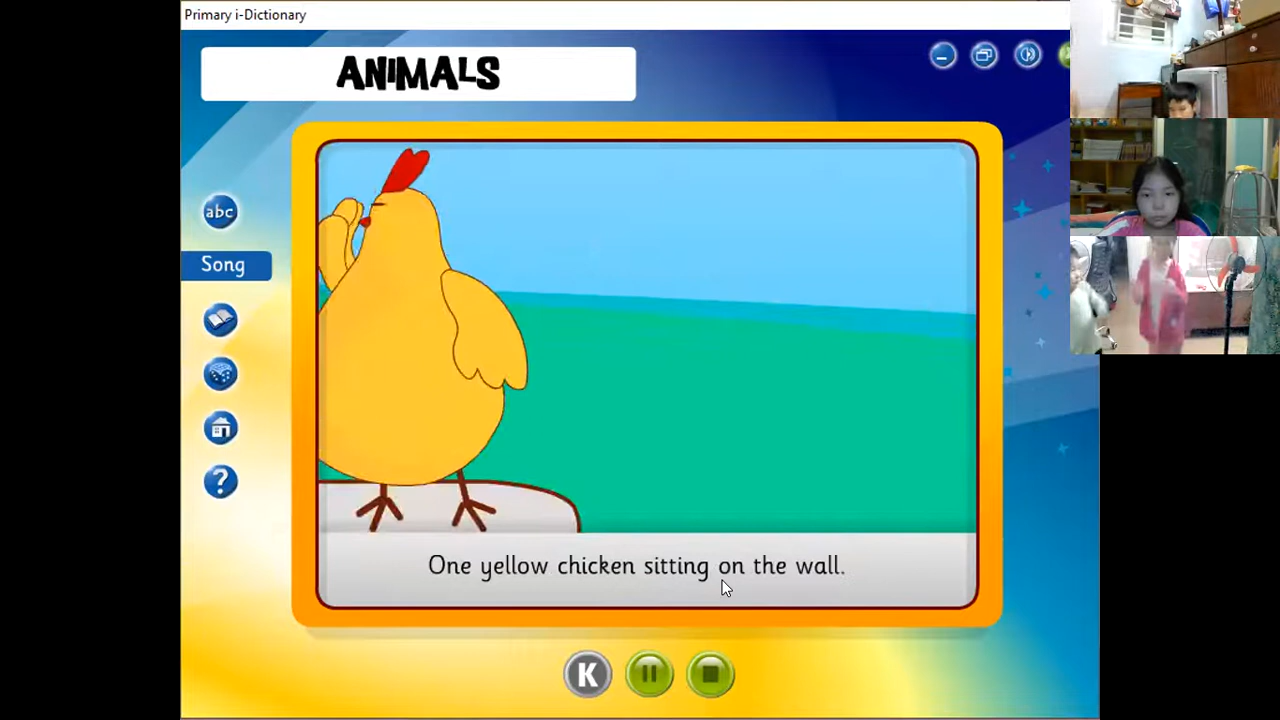 Primary i-Dictionary
ANIMALS
abc
Song
?
One yellow chicken sitting on the wall.
K